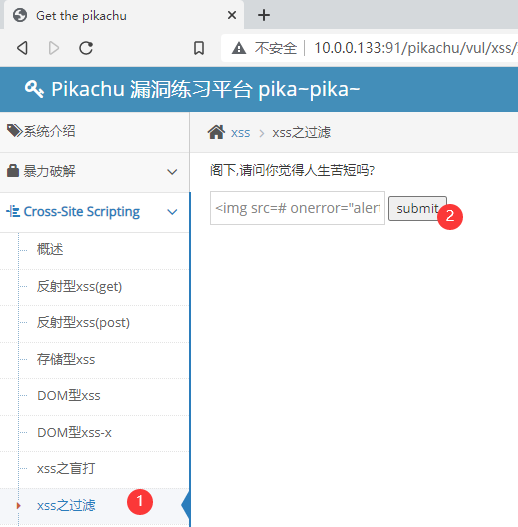 Get the pikachu
不安全
10.0.0.133:91/pikachu/vul/xss/
Pikachu 漏洞练习平台 pika~pika~
系统介绍
暴力破解
Cross-Site Scripting
概述
反射型xss(get)
反射型xss(post)
存储型xss
DOM型xss
DOM型xss-x
xss之盲打
xss之过滤
1
xss
xss之过滤
阁下,请问你觉得人生苦短吗?
<img src=# onerror="aler
submit
2